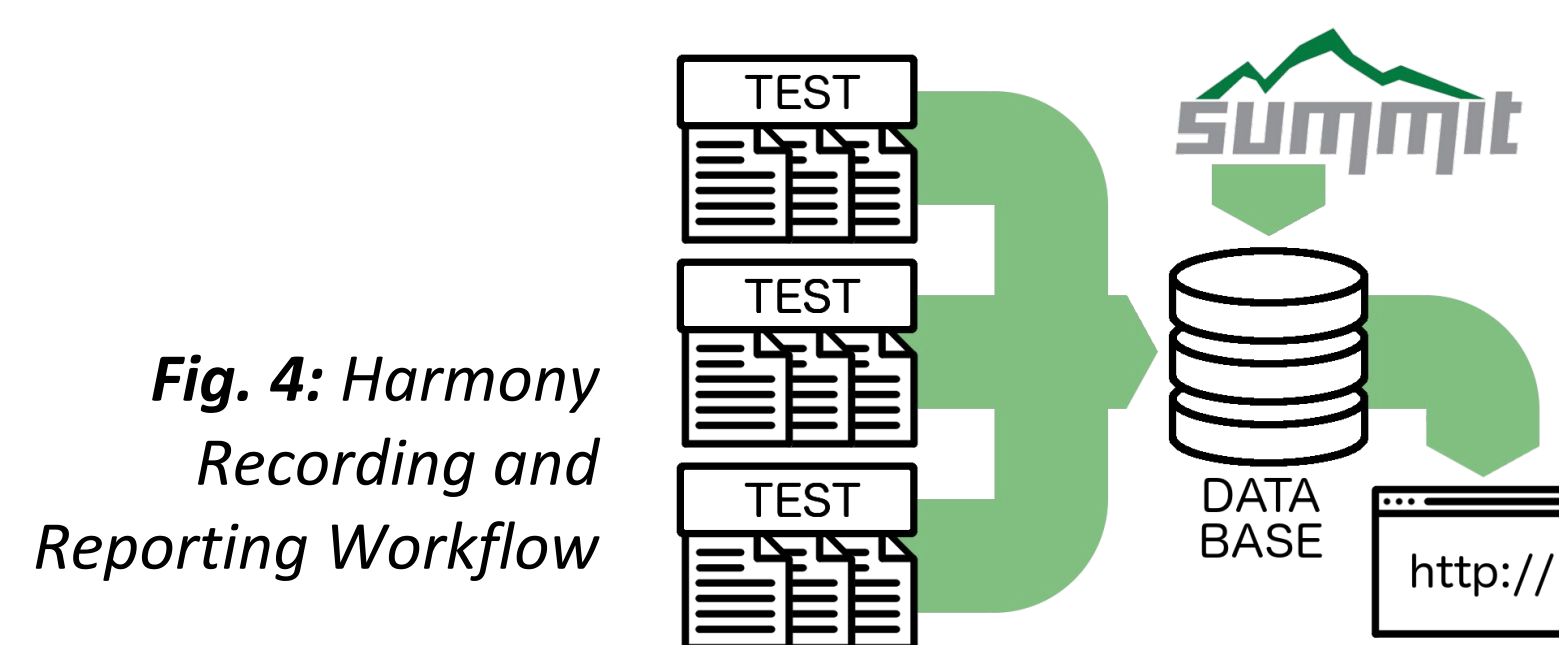 Fig. 4: Harmony
Recording and
Reporting Workflow
TEST
TEST
TEST
summit
DATA
BASE
http://